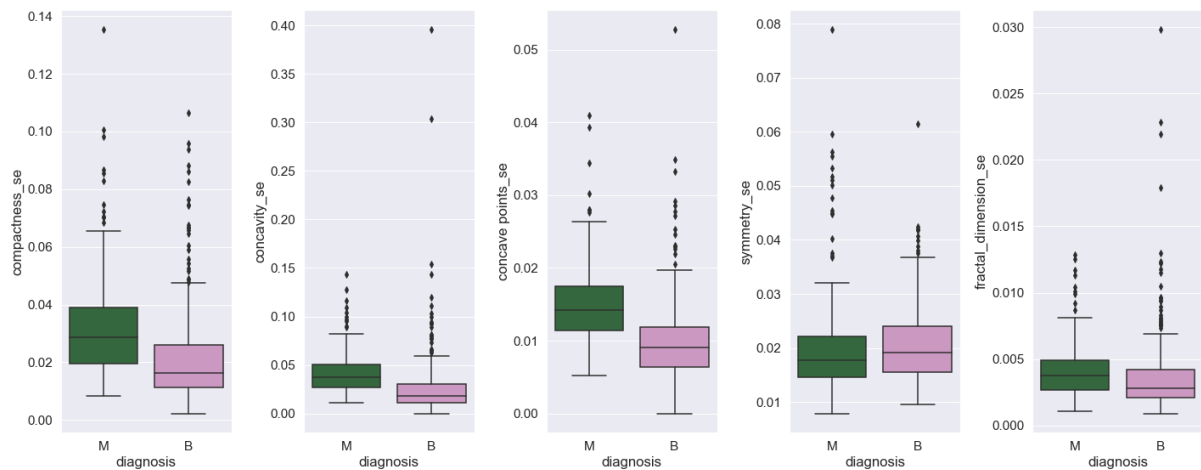 compactness_se
0.14
0.12
0.10
0.08
0.06
0.04
0.02
0.00
M B
diagnosis
concavity_se
0.40
0.35
0.30
0.25
0.20
0.15
0.10
0.05
0.00
M B
diagnosis
concave points_se
0.05
0.04
0.03
0.02
0.01
0.00
M B
diagnosis
symmetry_se
0.08
0.07
0.06
0.05
0.04
0.03
0.02
0.01
M B
diagnosis
fractal_dimension_se
0.030
0.025
0.020
0.015
0.010
0.005
0.000
M B
diagnosis